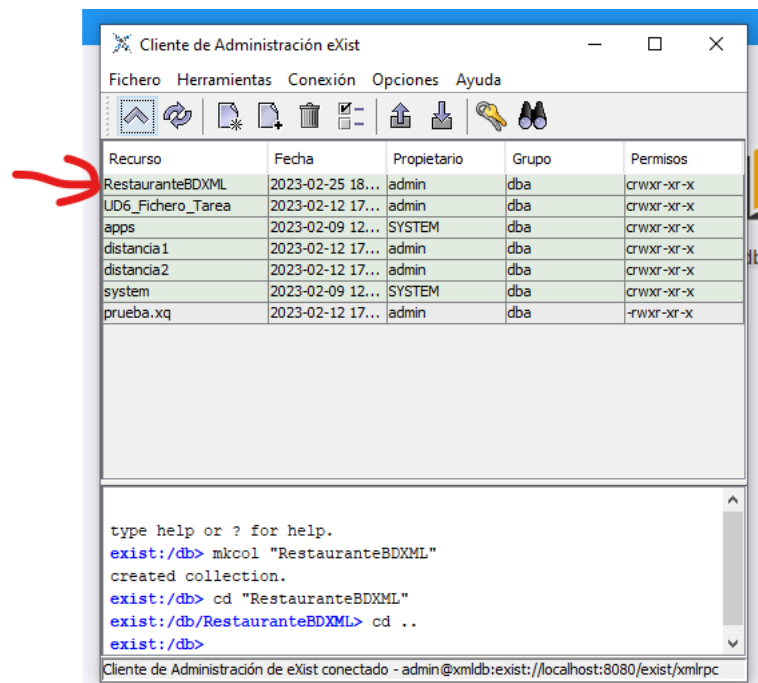 Cliente de Administración eXist
Fichero Herramientas Conexión Opciones Ayuda
Recurso Fecha Propietario Grupo Permisos
RestauranteBDXML 2023-02-25 18... admin dba crwxr-xr-x
UD6_Fichero_Tarea 2023-02-12 17... admin dba crwxr-xr-x
apps 2023-02-09 12... SYSTEM dba crwxr-xr-x
distancia1 2023-02-12 17... admin dba crwxr-xr-x
distancia2 2023-02-12 17... admin dba crwxr-xr-x
system 2023-02-09 12... SYSTEM dba crwxr-xr-x
prueba.xq 2023-02-12 17... admin dba -rwxr-xr-x
type help or ? for help.
exist:/db> mkcol "RestauranteBDXML"
created collection.
exist:/db> cd "RestauranteBDXML"
exist:/db/RestauranteBDXML> cd ..
exist:/db>
Cliente de Administración de eXist conectado - admin@xmldb:exist://localhost:8080/exist/xmlrpc